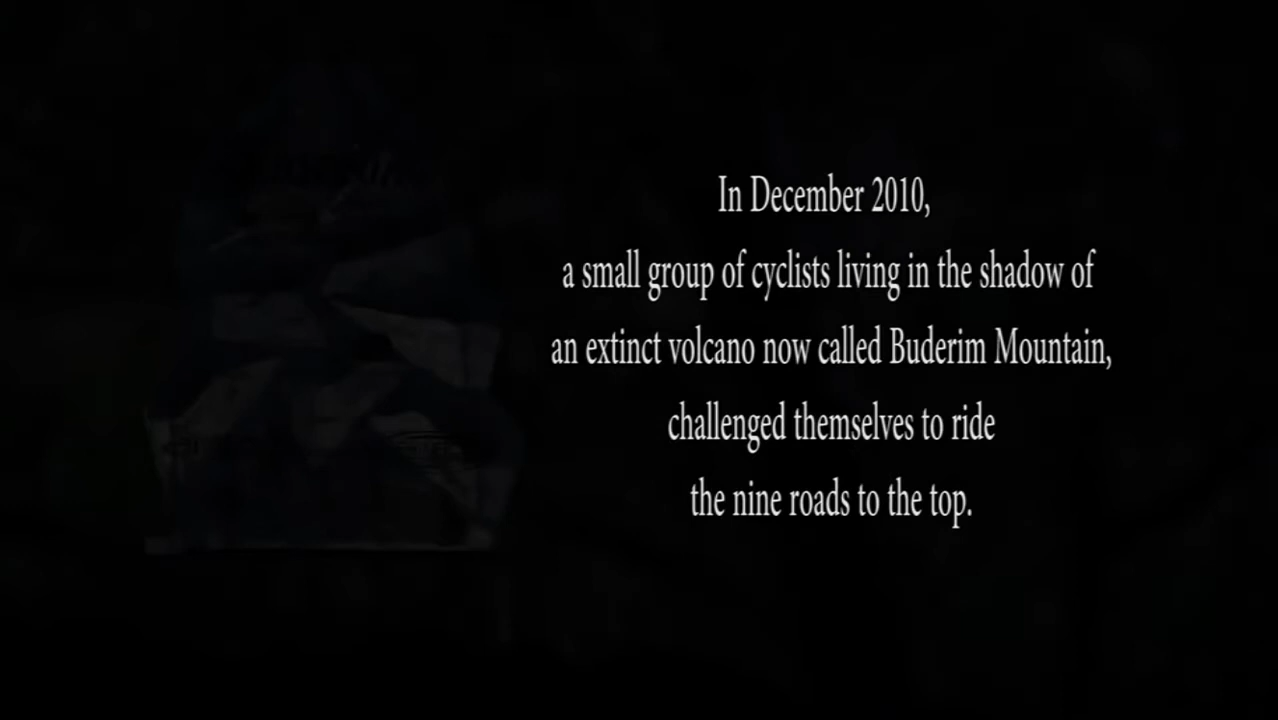 In December 2010,
a small group of cyclists living in the shadow of
an extinct volcano now called Buderim Mountain,
challenged themselves to ride
the nine roads to the top.